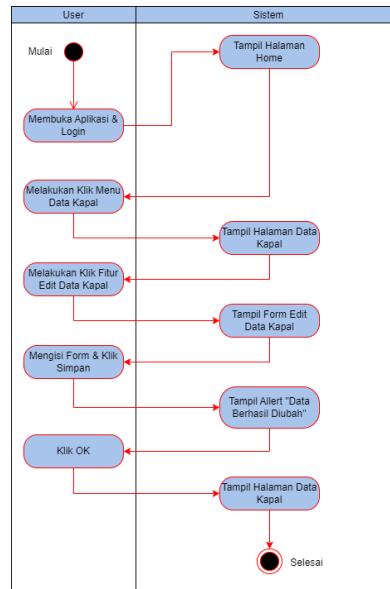 User
Sistem
Mulai
Tampil Halaman
Home
Membuka Aplikasi &
Login
Melakukan Klik Menu
Data Kapal
Tampil Halaman Data
Kapal
Melakukan Klik Fitur
Edit Data Kapal
Tampil Form Edit
Data Kapal
Mengisi Form & Klik
Simpan
Tampil Allert "Data
Berhasil Diubah"
Klik OK
Tampil Halaman Data
Kapal
Selesai